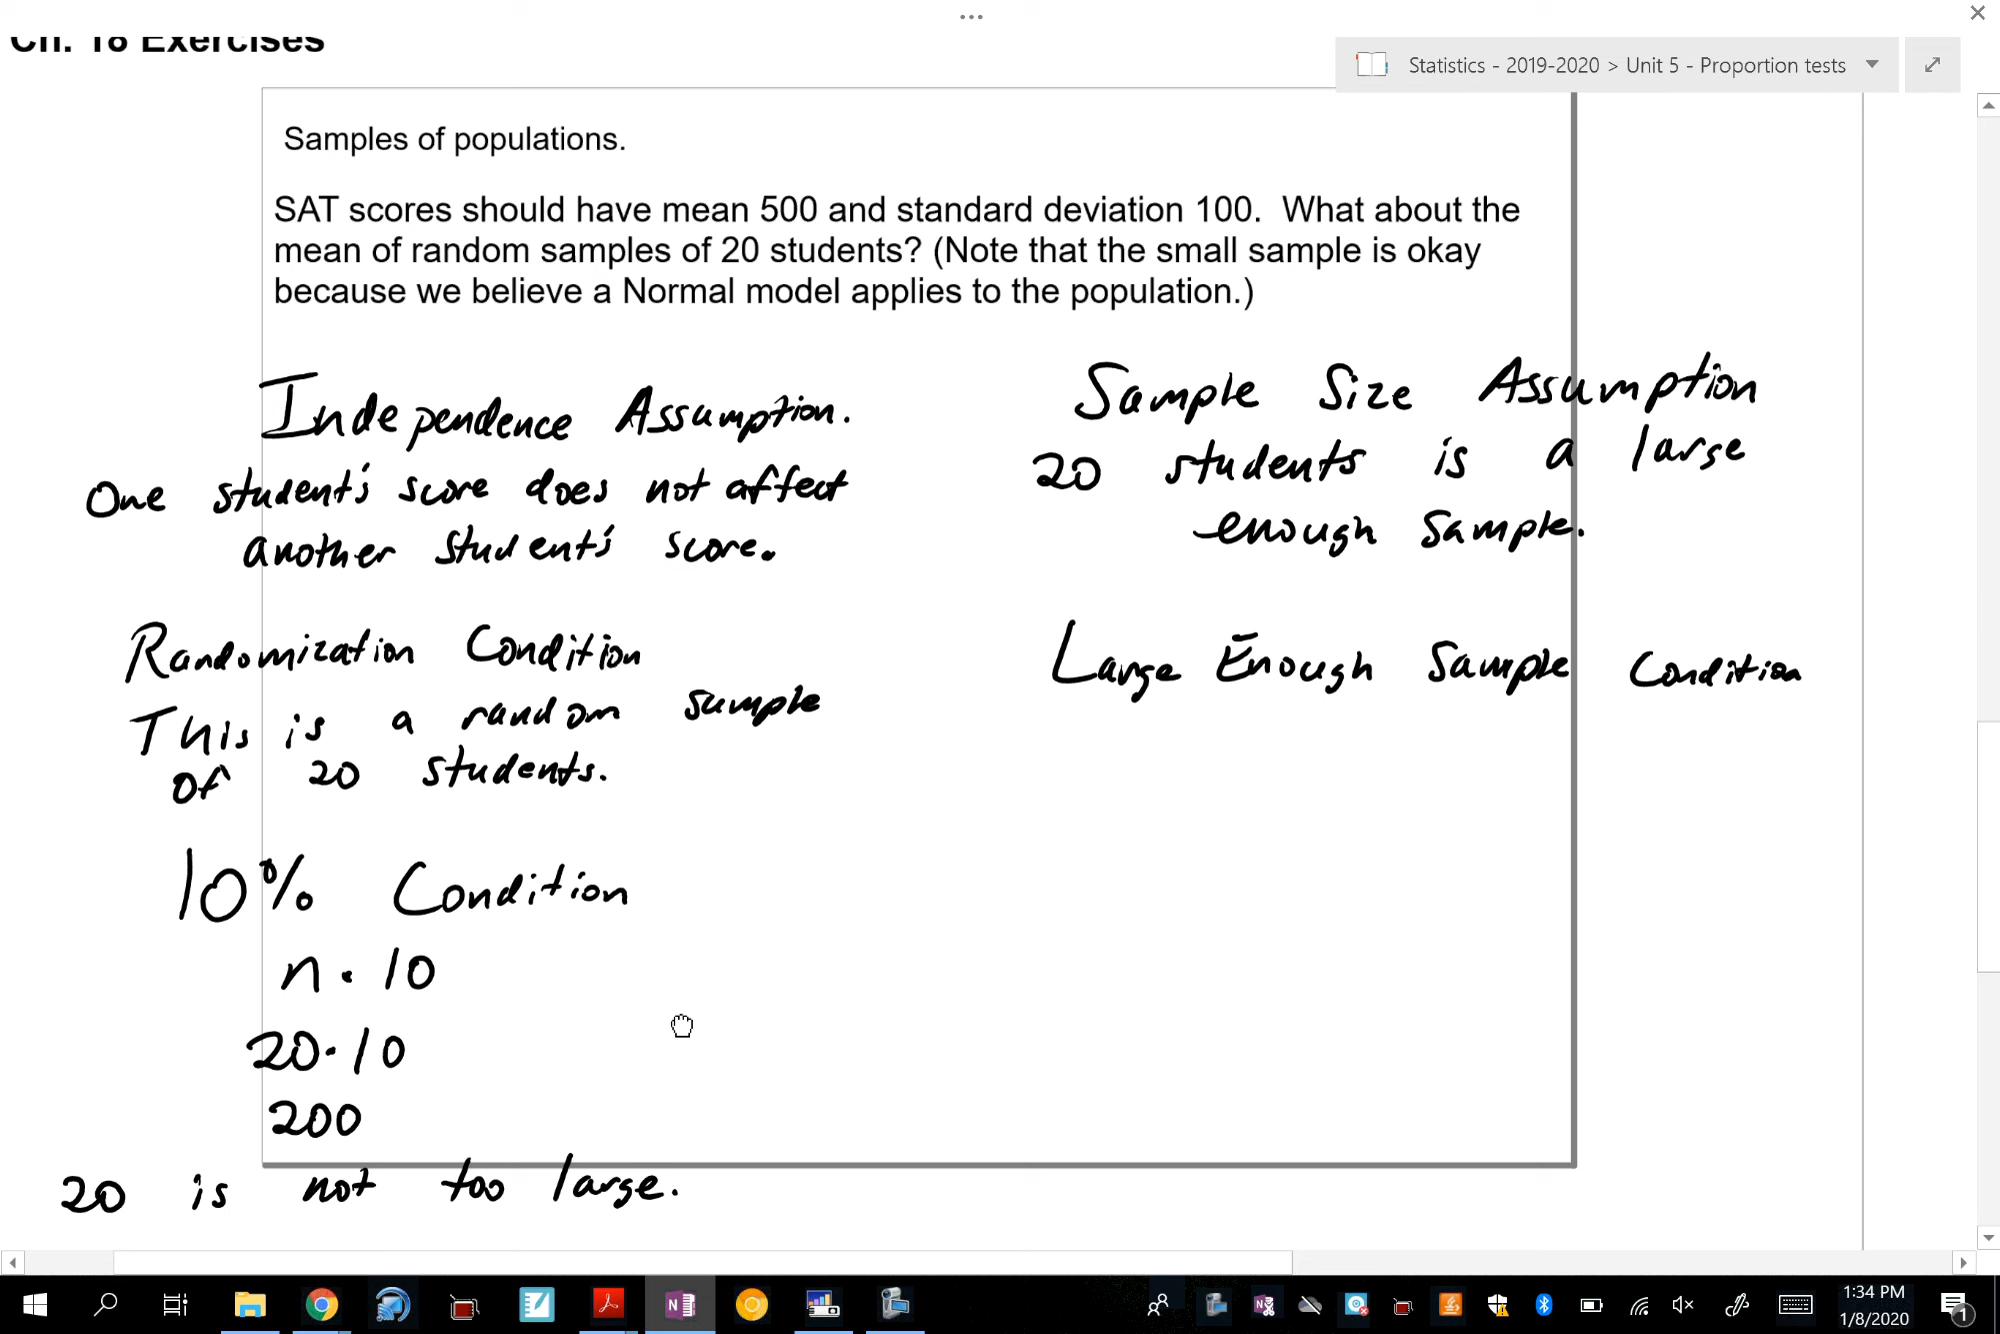 Ch. 18 Exercises
Statistics - 2019-2020 > Unit 5 - Proportion tests
Samples of populations.
SAT scores should have mean 500 and standard deviation 100. What about the
mean of random samples of 20 students? (Note that the small sample is okay
because we believe a Normal model applies to the population.)
Independence Assumption.
One student's score does not affect
another student's score.
Randomization Condition
This is a random sample
of 20 students.
10% Condition
n · 10
20 · 10
200
20 is not too large.
Sample Size Assumption
20 students is a large
enough sample.
Large Enough Sample Condition
1:34 PM
1/8/2020
1